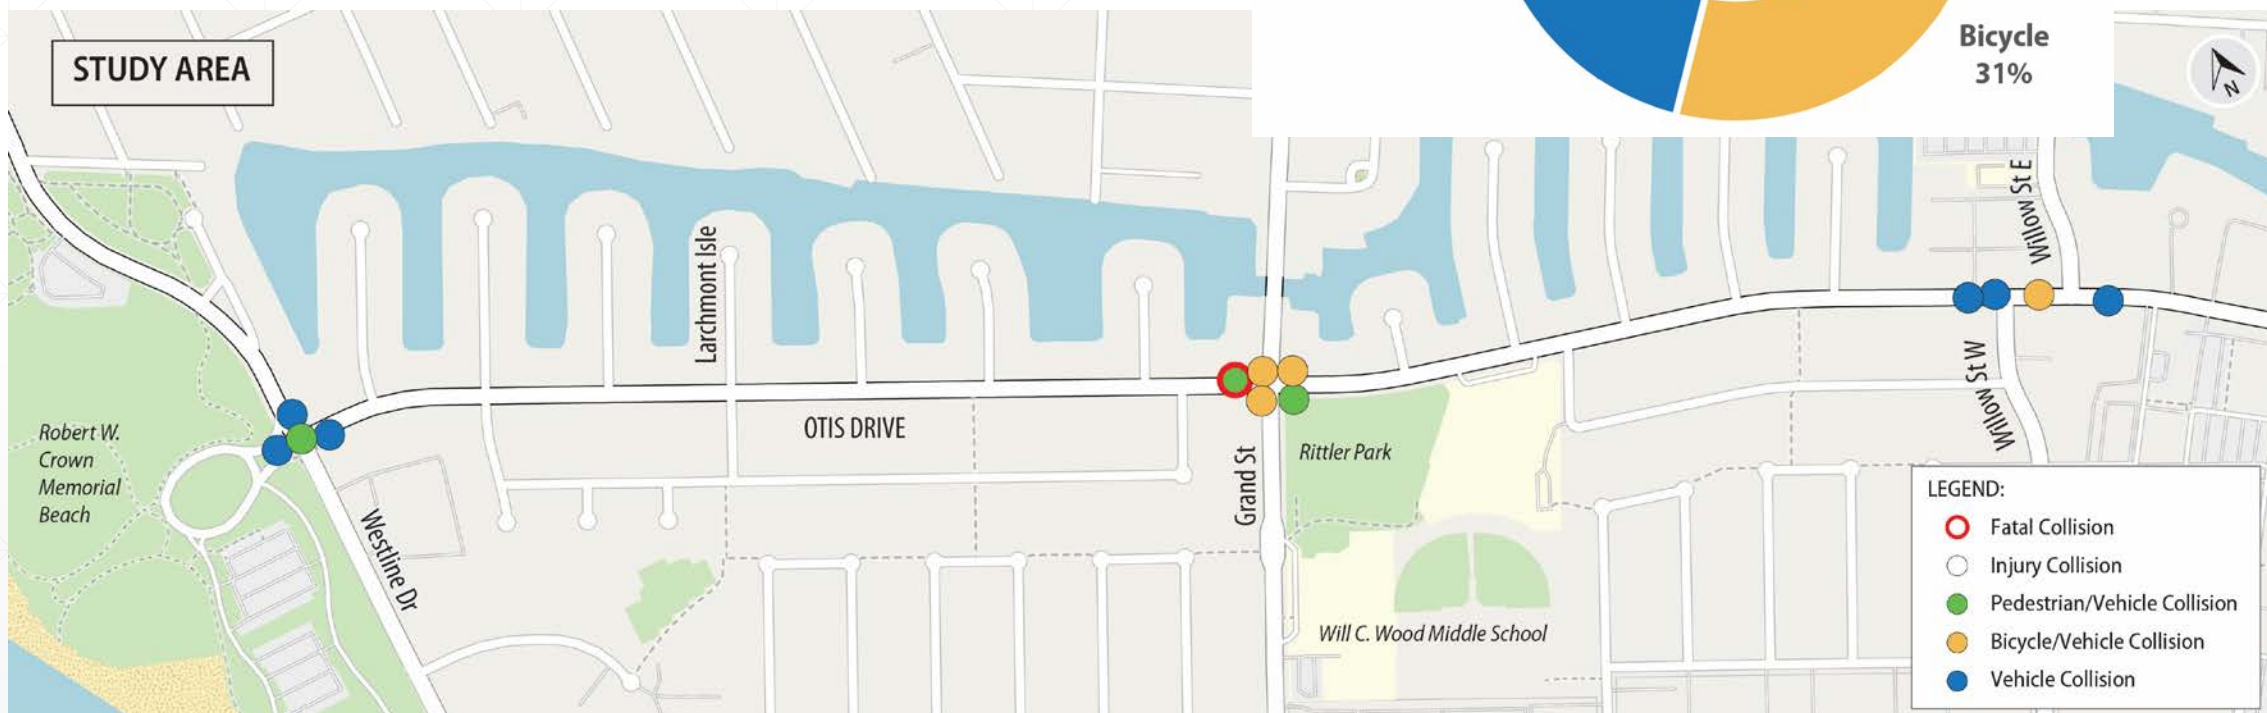 STUDY AREA
Bicycle
31%
N
Willow St E
Larchmont Isle
OTIS DRIVE
Robert W.
Crown
Memorial
Beach
Westline Dr
Grand St
Rittler Park
Willow St W
Will C. Wood Middle School
LEGEND:
Fatal Collision
Injury Collision
Pedestrian/Vehicle Collision
Bicycle/Vehicle Collision
Vehicle Collision